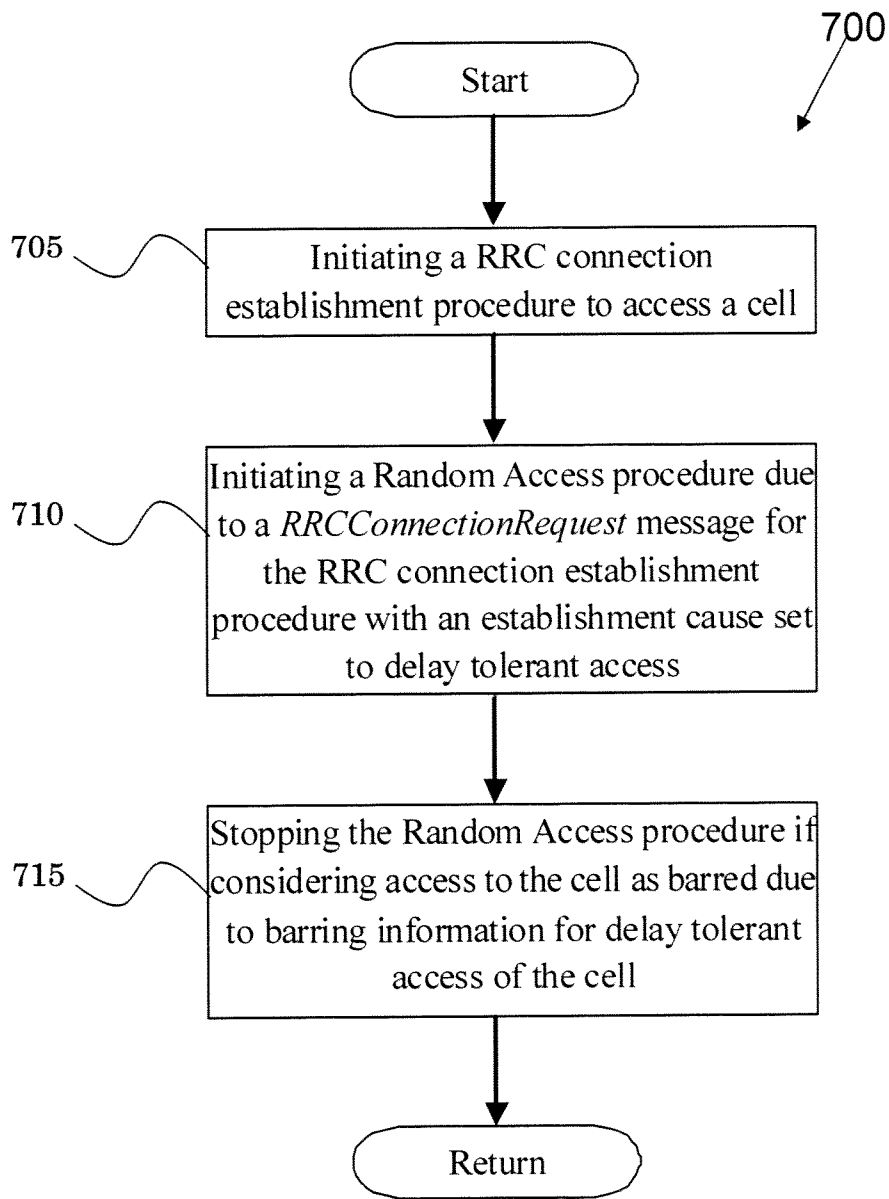 700
Start
705
Initiating a RRC connection
establishment procedure to access a cell
710
Initiating a Random Access procedure due
to a RRCConnectionRequest message for
the RRC connection establishment
procedure with an establishment cause set
to delay tolerant access
715
Stopping the Random Access procedure if
considering access to the cell as barred due
to barring information for delay tolerant
access of the cell
Return